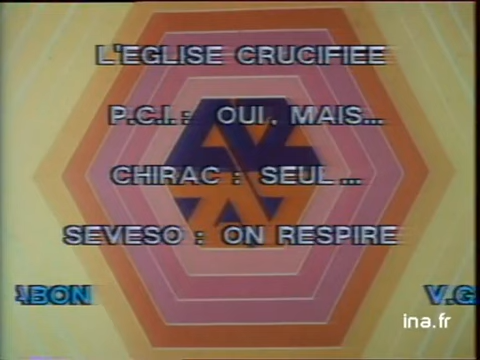 L'EGLISE CRUCIFIEE
P.C.I. : OUI, MAIS...
CHIRAC : SEUL...
SEVESO : ON RESPIRE
ABON V.G
ina.fr